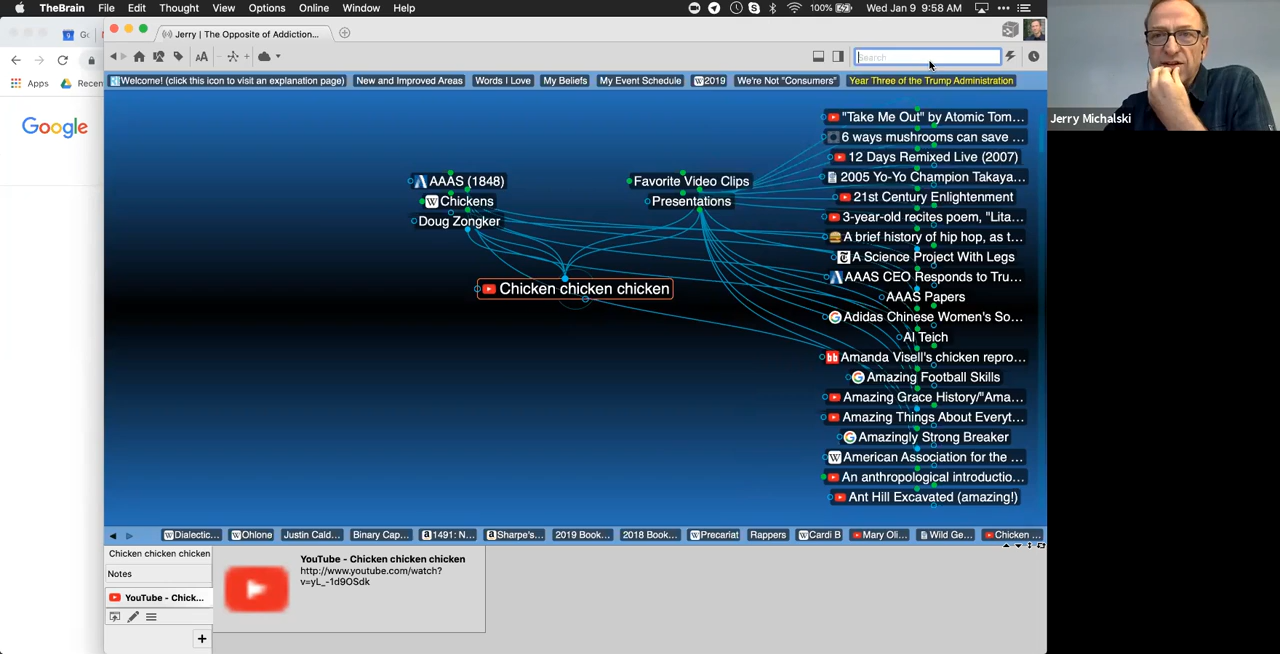 TheBrain File Edit Thought View Options Online Window Help 100% Wed Jan 9 9:58 AM
Jerry | The Opposite of Addiction...
AA Search
Apps Recen
Welcome! (click this icon to visit an explanation page) New and Improved Areas Words I Love My Beliefs My Event Schedule W 2019 We're Not "Consumers" Year Three of the Trump Administration
Google
Jerry Michalski
AAAS (1848)
W Chickens
Doug Zongker
Favorite Video Clips
Presentations
Chicken chicken chicken
"Take Me Out" by Atomic Tom...
6 ways mushrooms can save ...
12 Days Remixed Live (2007)
2005 Yo-Yo Champion Takaya...
21st Century Enlightenment
3-year-old recites poem, "Lita...
A brief history of hip hop, as t...
A Science Project With Legs
AAAS CEO Responds to Tru...
AAAS Papers
Adidas Chinese Women's So...
Al Teich
bb Amanda Visell's chicken repro...
Amazing Football Skills
Amazing Grace History/"Ama...
Amazing Things About Everyt...
Amazingly Strong Breaker
W American Association for the ...
An anthropological introductio...
Ant Hill Excavated (amazing!)
W Dialectic... W Ohlone Justin Cald... Binary Cap... a 1491: N... a Sharpe's... 2019 Book... 2018 Book... W Precariat Rappers W Cardi B Mary Oli... Wild Ge... Chicken ...
Chicken chicken chicken
Notes
YouTube - Chick...
YouTube - Chicken chicken chicken
http://www.youtube.com/watch?
v=yL_-1d9OSdk